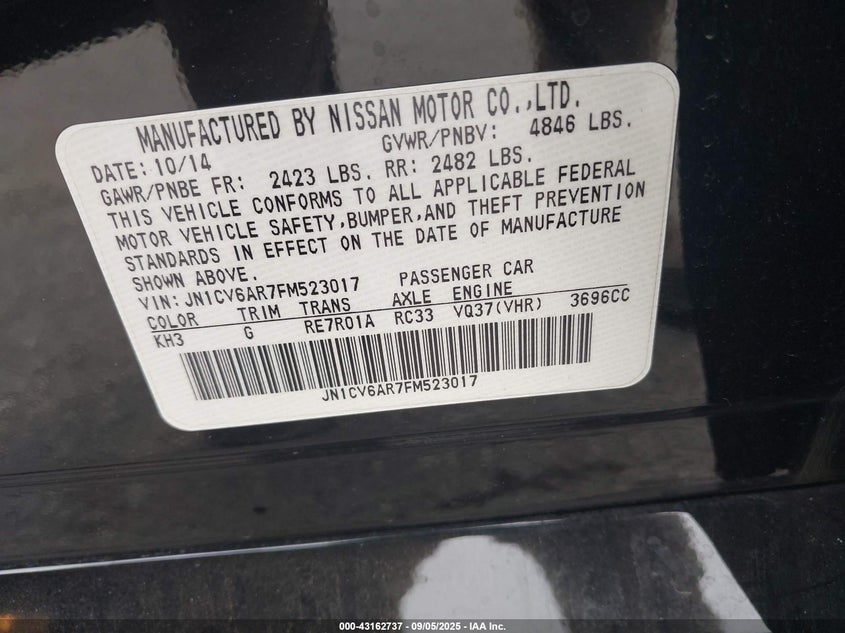 MANUFACTURED BY NISSAN MOTOR CO.,LTD.
DATE: 10/14 GVWR/PNBV: 4846 LBS.
GAWR/PNBE FR: 2423 LBS. RR: 2482 LBS.
THIS VEHICLE CONFORMS TO ALL APPLICABLE FEDERAL
MOTOR VEHICLE SAFETY,BUMPER,AND THEFT PREVENTION
STANDARDS IN EFFECT ON THE DATE OF MANUFACTURE
SHOWN ABOVE.
VIN: JN1CV6AR7FM523017 PASSENGER CAR
COLOR TRIM TRANS AXLE ENGINE
KH3 G RE7R01A RC33 VQ37(VHR) 3696CC
JN1CV6AR7FM523017
000-43162737 - 09/05/2025 - IAA Inc.